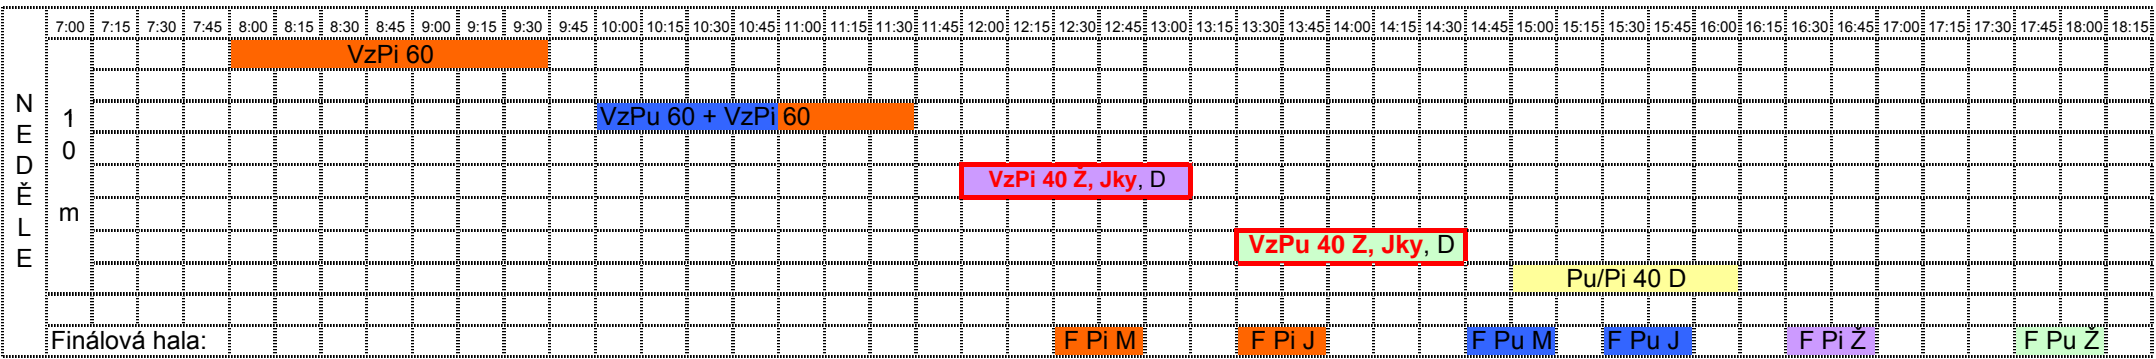 7:00 7:15 7:30 7:45 8:00 8:15 8:30 8:45 9:00 9:15 9:30 9:45 10:00 10:15 10:30 10:45 11:00 11:15 11:30 11:45 12:00 12:15 12:30 12:45 13:00 13:15 13:30 13:45 14:00 14:15 14:30 14:45 15:00 15:15 15:30 15:45 16:00 16:15 16:30 16:45 17:00 17:15 17:30 17:45 18:00 18:15
NEDĚLE
10 m
VzPi 60
VzPu 60 + VzPi 60
VzPi 40 Ž, Jky, D
VzPu 40 Z, Jky, D
Pu/Pi 40 D
Finálová hala: F Pi M F Pi J F Pu M F Pu J F Pi Ž F Pu Ž